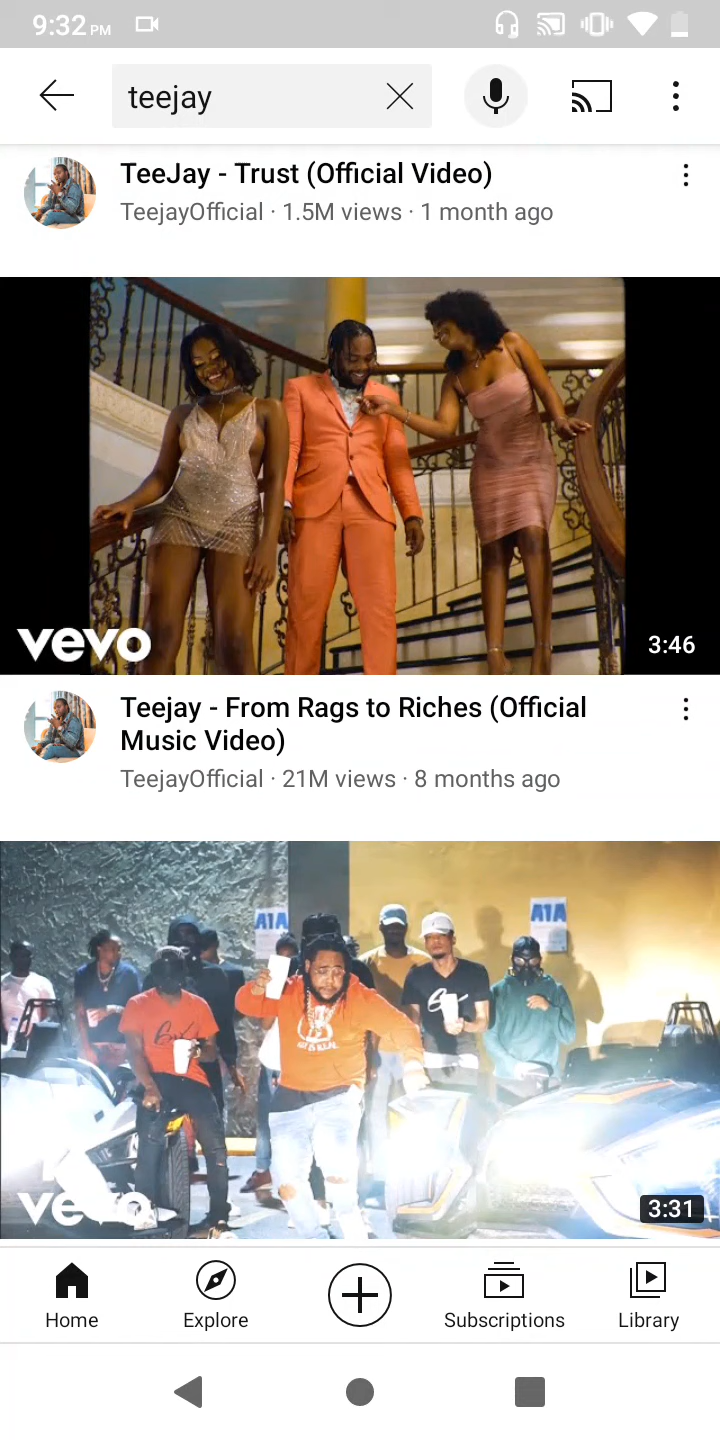 9:32 PM
teejay
TeeJay - Trust (Official Video)
TeejayOfficial · 1.5M views · 1 month ago
vevo
3:46
Teejay - From Rags to Riches (Official
Music Video)
TeejayOfficial · 21M views · 8 months ago
A1A
A1A
vevo
3:31
Home
Explore
Subscriptions
Library